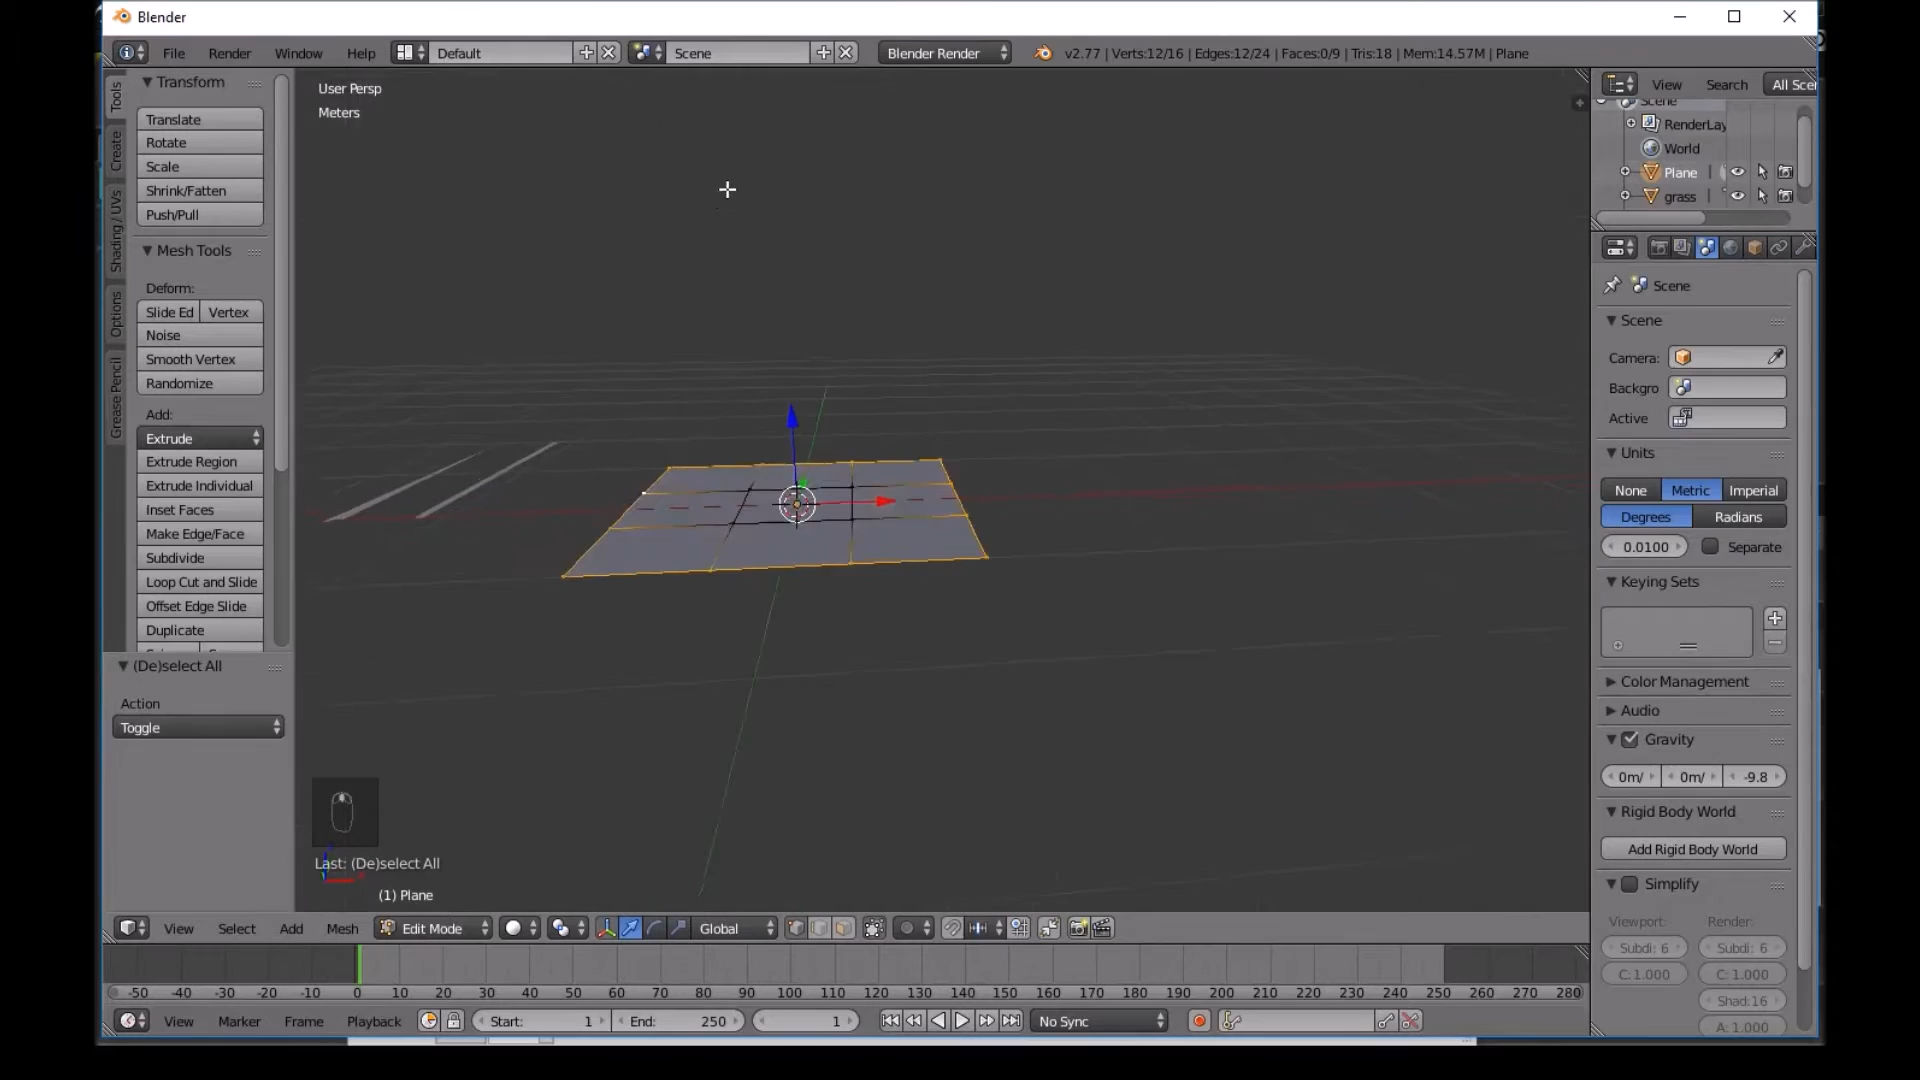 Blender
File Render Window Help Default Scene Blender Render v2.77 | Verts:12/16 | Edges:12/24 | Faces:0/9 | Tris:18 | Mem:14.57M | Plane
Tools
Create
Shading / UVs
Options
Grease Pencil
Transform
Translate
Rotate
Scale
Shrink/Fatten
Push/Pull
Mesh Tools
Deform:
Slide Ed Vertex
Noise
Smooth Vertex
Randomize
Add:
Extrude
Extrude Region
Extrude Individual
Inset Faces
Make Edge/Face
Subdivide
Loop Cut and Slide
Offset Edge Slide
Duplicate
(De)select All
Action
Toggle
User Persp
Meters
Last: (De)select All
(1) Plane
View Search All Sce
Scene
RenderLay
World
Plane
grass
Scene
Scene
Camera:
Backgro
Active
Units
None Metric Imperial
Degrees Radians
0.0100 Separate
Keying Sets
Color Management
Audio
Gravity
0m/ 0m/ -9.8
Rigid Body World
Add Rigid Body World
Simplify
Viewport: Render:
Subdi: 6 Subdi: 6
C: 1.000 C: 1.000
Shad:16
A: 1.000
View Select Add Mesh Edit Mode Global
-50 -40 -30 -20 -10 0 10 20 30 40 50 60 70 80 90 100 110 120 130 140 150 160 170 180 190 200 210 220 230 240 250 260 270 280
View Marker Frame Playback Start: 1 End: 250 1 No Sync